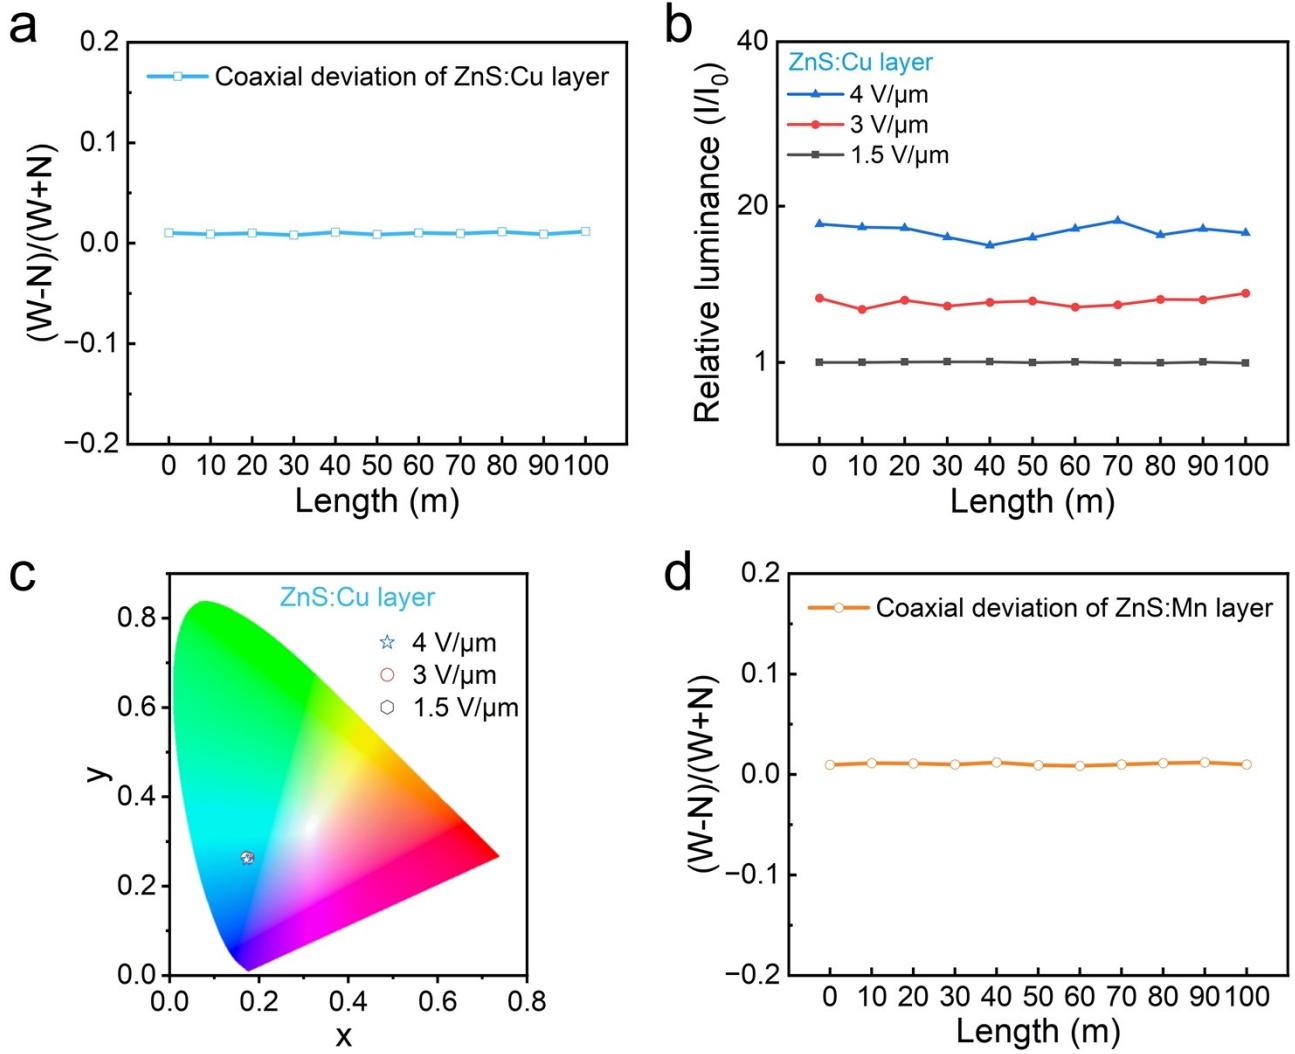 a
0.2
0.1
0.0
−0.1
−0.2
(W-N)/(W+N)
Coaxial deviation of ZnS:Cu layer
0 10 20 30 40 50 60 70 80 90 100
Length (m)
b
40
20
1
Relative luminance (I/I₀)
ZnS:Cu layer
4 V/μm
3 V/μm
1.5 V/μm
0 10 20 30 40 50 60 70 80 90 100
Length (m)
c
0.8
0.6
0.4
0.2
0.0
y
ZnS:Cu layer
4 V/μm
3 V/μm
1.5 V/μm
0.0 0.2 0.4 0.6 0.8
x
d
0.2
0.1
0.0
−0.1
−0.2
(W-N)/(W+N)
Coaxial deviation of ZnS:Mn layer
0 10 20 30 40 50 60 70 80 90 100
Length (m)